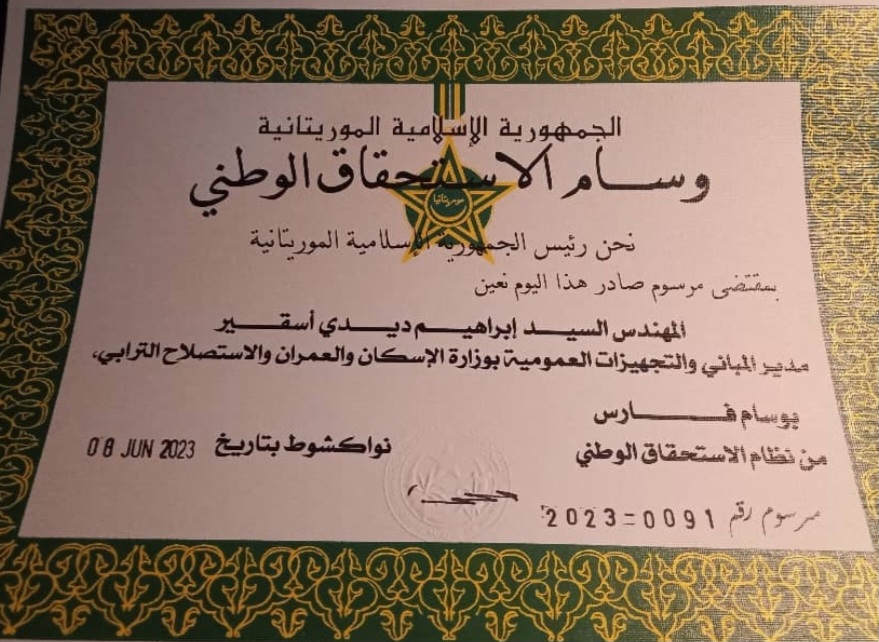 الجمهورية الإسلامية الموريتانية
وسام الاستحقاق الوطني
موريتانيا
نحن رئيس الجمهورية الإسلامية الموريتانية
بمقتضى مرسوم صادر هذا اليوم نعين
المهندس السيد إبراهيم ديدي أسقير
مدير المباني والتجهيزات العمومية بوزارة الإسكان والعمران والاستصلاح الترابي،
بوسام فارس
من نظام الاستحقاق الوطني
نواكشوط بتاريخ 08 JUN 2023
مرسوم رقم 2023=0091